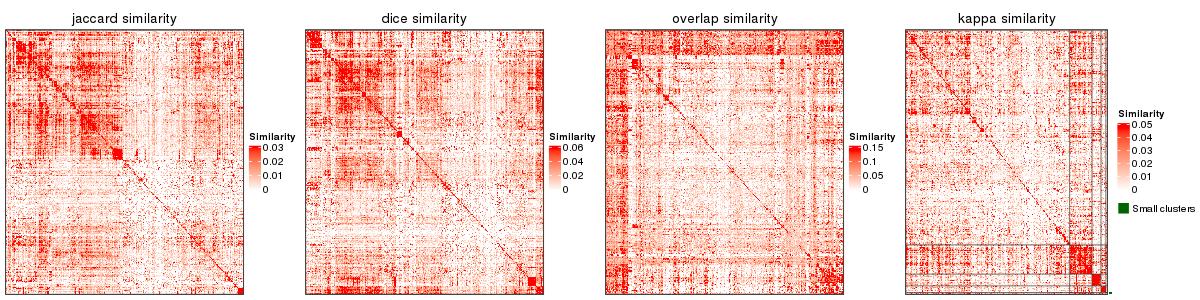 jaccard similarity
Similarity
0.03
0.02
0.01
0
dice similarity
Similarity
0.06
0.04
0.02
0
overlap similarity
Similarity
0.15
0.1
0.05
0
kappa similarity
Similarity
0.05
0.04
0.03
0.02
0.01
0
Small clusters